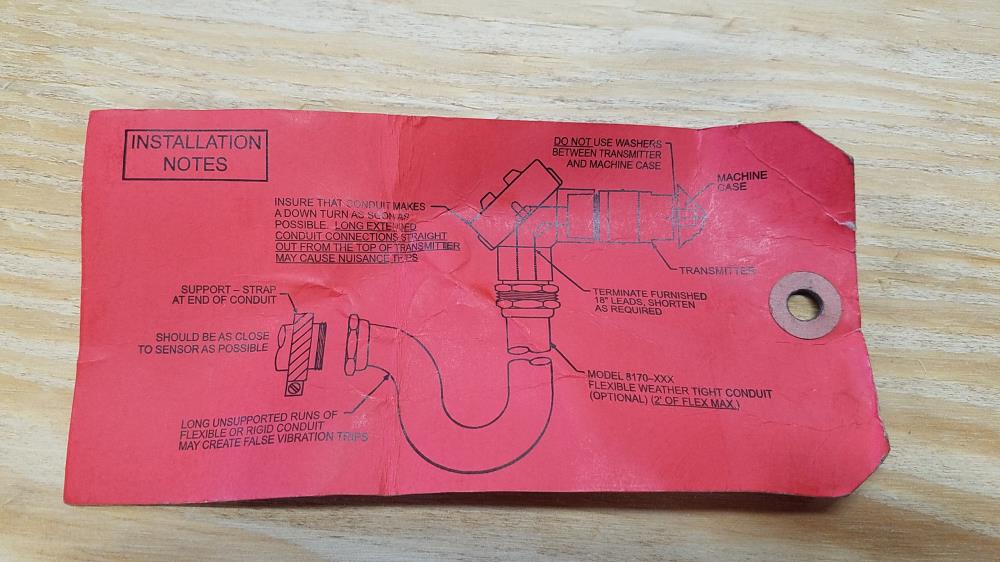 INSTALLATION
NOTES
DO NOT USE WASHERS
BETWEEN TRANSMITTER
AND MACHINE CASE
MACHINE
CASE
INSURE THAT CONDUIT MAKES
A DOWN TURN AS SOON AS
POSSIBLE. LONG EXTENDED
CONDUIT CONNECTIONS STRAIGHT
OUT FROM THE TOP OF TRANSMITTER
MAY CAUSE NUISANCE TRIPS
TRANSMITTER
SUPPORT – STRAP
AT END OF CONDUIT
TERMINATE FURNISHED
18" LEADS, SHORTEN
AS REQUIRED
SHOULD BE AS CLOSE
TO SENSOR AS POSSIBLE
MODEL 8170–XXX
FLEXIBLE WEATHER TIGHT CONDUIT
(OPTIONAL) (2' OF FLEX MAX.)
LONG UNSUPPORTED RUNS OF
FLEXIBLE OR RIGID CONDUIT
MAY CREATE FALSE VIBRATION TRIPS